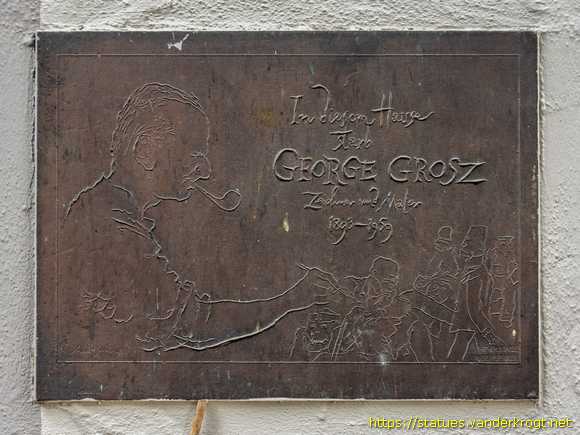 In diesem Hause
starb
GEORGE GROSZ
Zeichner und Maler
1893-1959
https://statues.vanderkrogt.net